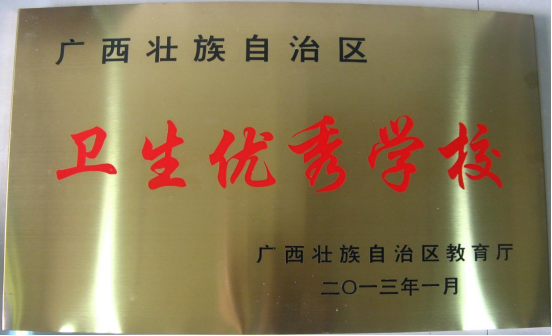 广西壮族自治区
卫生优秀学校
广西壮族自治区教育厅
二〇一三年一月